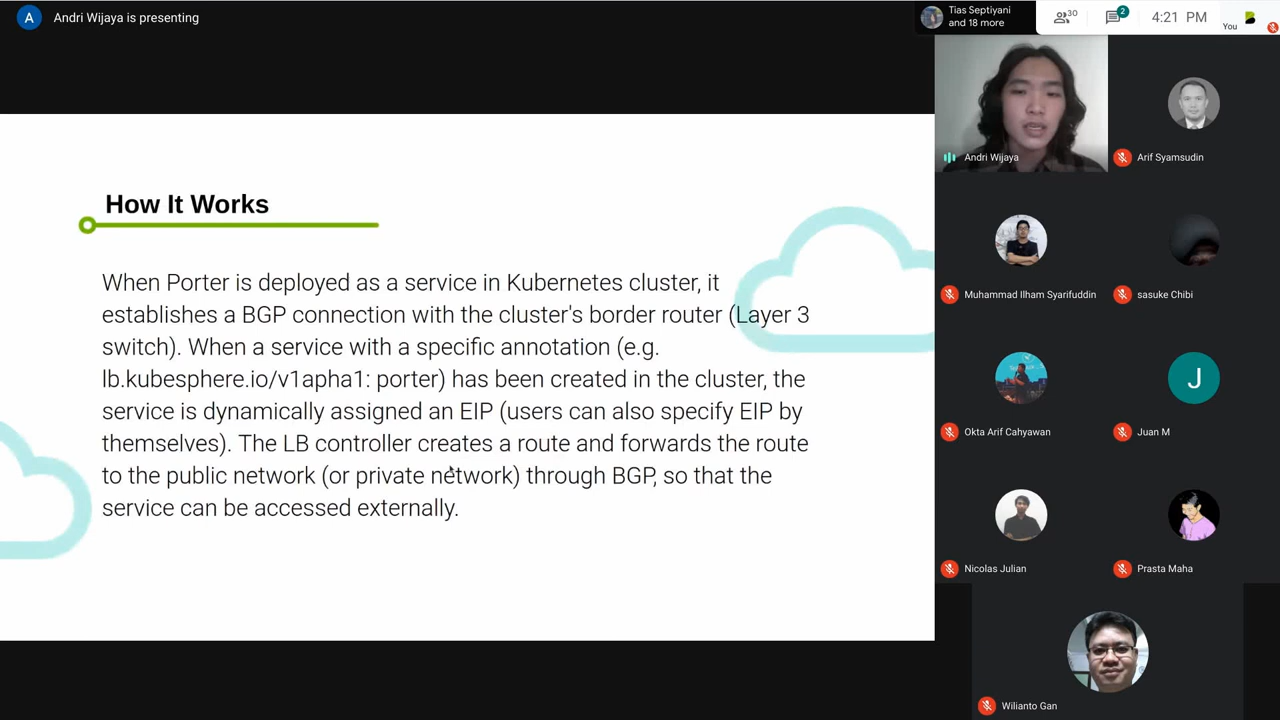 A Andri Wijaya is presenting
Tias Septiyani
and 18 more
30
2
4:21 PM
You
How It Works
When Porter is deployed as a service in Kubernetes cluster, it
establishes a BGP connection with the cluster's border router (Layer 3
switch). When a service with a specific annotation (e.g.
lb.kubesphere.io/v1apha1: porter) has been created in the cluster, the
service is dynamically assigned an EIP (users can also specify EIP by
themselves). The LB controller creates a route and forwards the route
to the public network (or private network) through BGP, so that the
service can be accessed externally.
Andri Wijaya
Arif Syamsudin
Muhammad Ilham Syarifuddin
sasuke Chibi
Okta Arif Cahyawan
J
Juan M
Nicolas Julian
Prasta Maha
Wilianto Gan